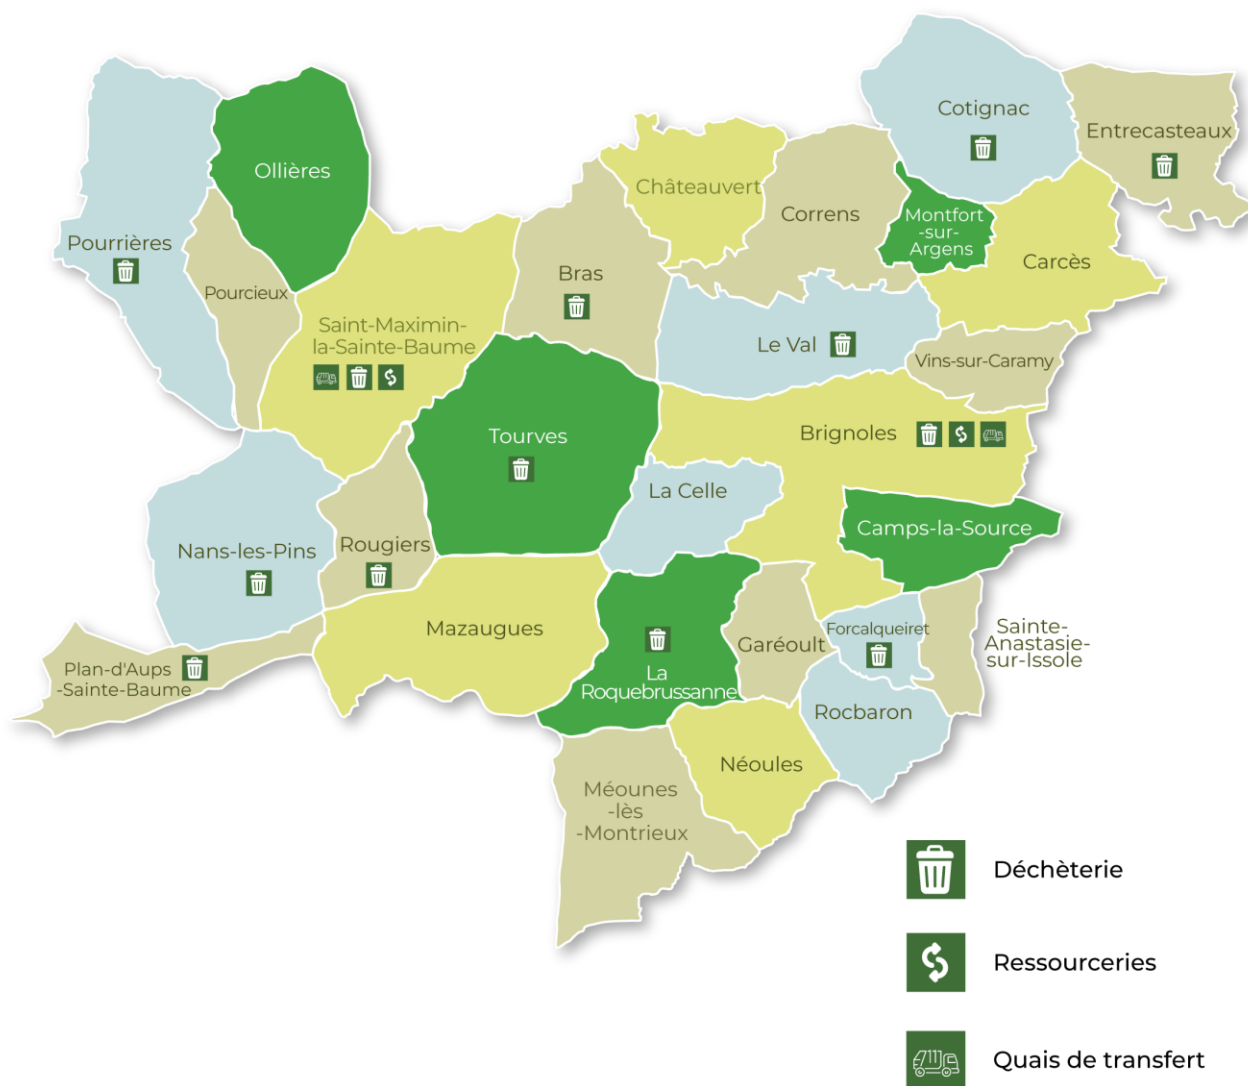 Cotignac
Entrecasteaux
Ollières
Châteauvert
Correns
Montfort
-sur-
Argens
Pourrières
Pourcieux
Bras
Carcès
Saint-Maximin-
la-Sainte-Baume
Le Val
Vins-sur-Caramy
Tourves
Brignoles
La Celle
Camps-la-Source
Nans-les-Pins
Rougiers
Mazaugues
Garéoult
Forcalqueiret
Sainte-
Anastasie-
sur-Issole
Plan-d'Aups
-Sainte-Baume
La
Roquebrussanne
Rocbaron
Néoules
Méounes
-lès
-Montrieux
Déchèterie
Ressourceries
Quais de transfert